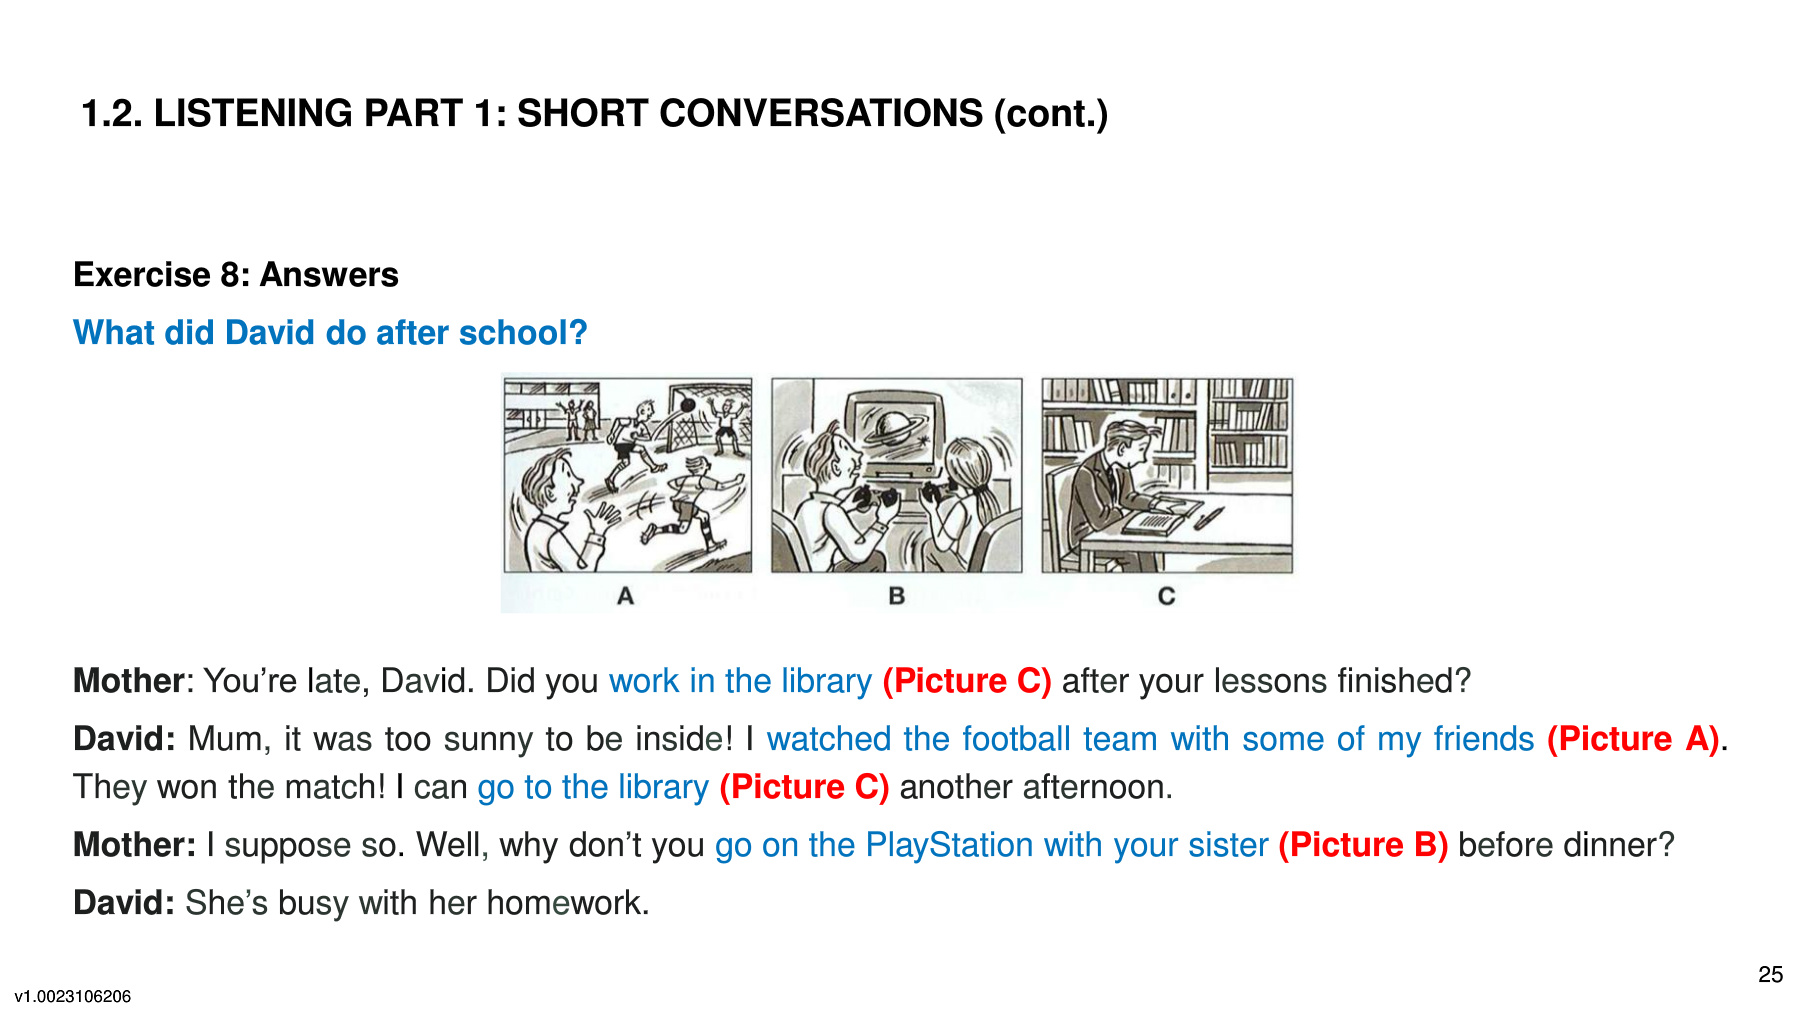 1.2. LISTENING PART 1: SHORT CONVERSATIONS (cont.)
Exercise 8: Answers
What did David do after school?
A B C
Mother: You’re late, David. Did you work in the library (Picture C) after your lessons finished?
David: Mum, it was too sunny to be inside! I watched the football team with some of my friends (Picture A).
They won the match! I can go to the library (Picture C) another afternoon.
Mother: I suppose so. Well, why don’t you go on the PlayStation with your sister (Picture B) before dinner?
David: She’s busy with her homework.
25
v1.0023106206